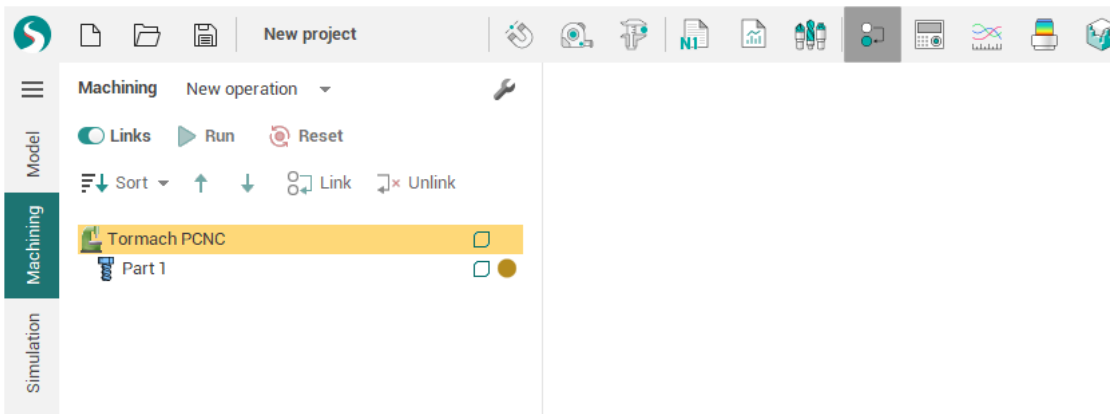 New project
N1
Machining New operation
Links Run Reset
Sort Link Unlink
Tormach PCNC
Part 1
Model
Machining
Simulation